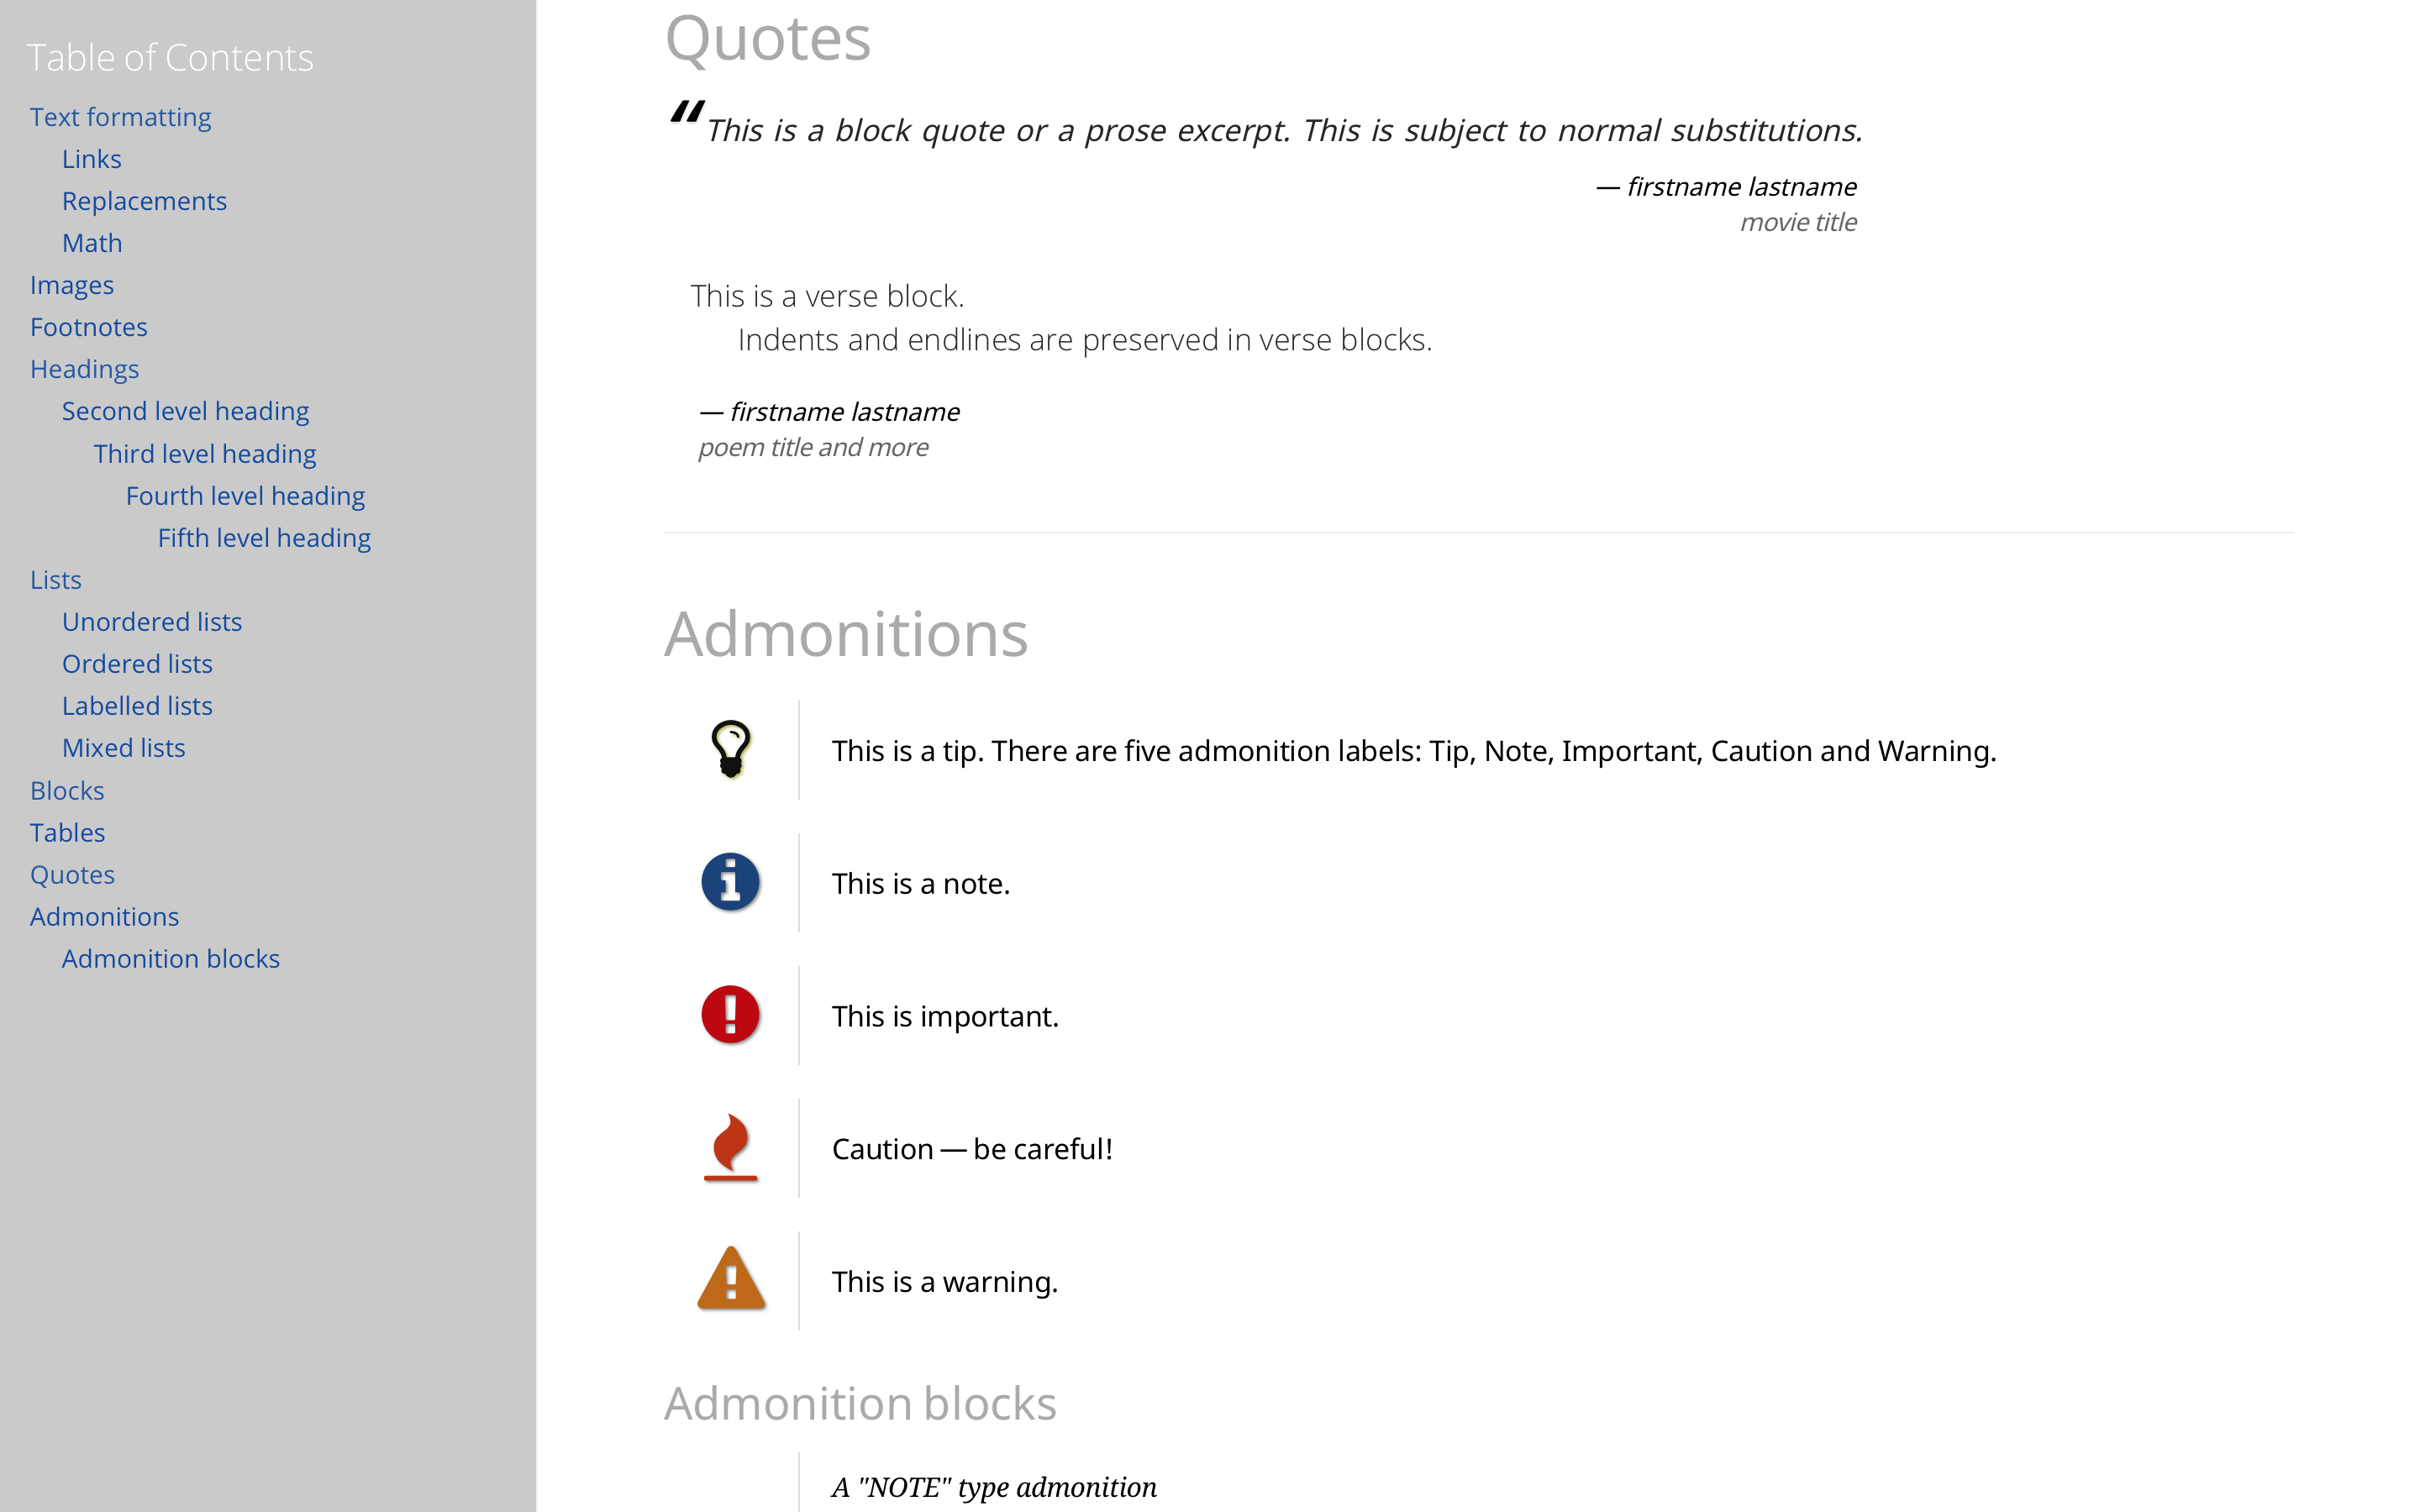 Table of Contents
Text formatting
Links
Replacements
Math
Images
Footnotes
Headings
Second level heading
Third level heading
Fourth level heading
Fifth level heading
Lists
Unordered lists
Ordered lists
Labelled lists
Mixed lists
Blocks
Tables
Quotes
Admonitions
Admonition blocks
Quotes
“This is a block quote or a prose excerpt. This is subject to normal substitutions.
— firstname lastname
movie title
This is a verse block.
Indents and endlines are preserved in verse blocks.
— firstname lastname
poem title and more
Admonitions
This is a tip. There are five admonition labels: Tip, Note, Important, Caution and Warning.
This is a note.
This is important.
Caution — be careful!
This is a warning.
Admonition blocks
A "NOTE" type admonition